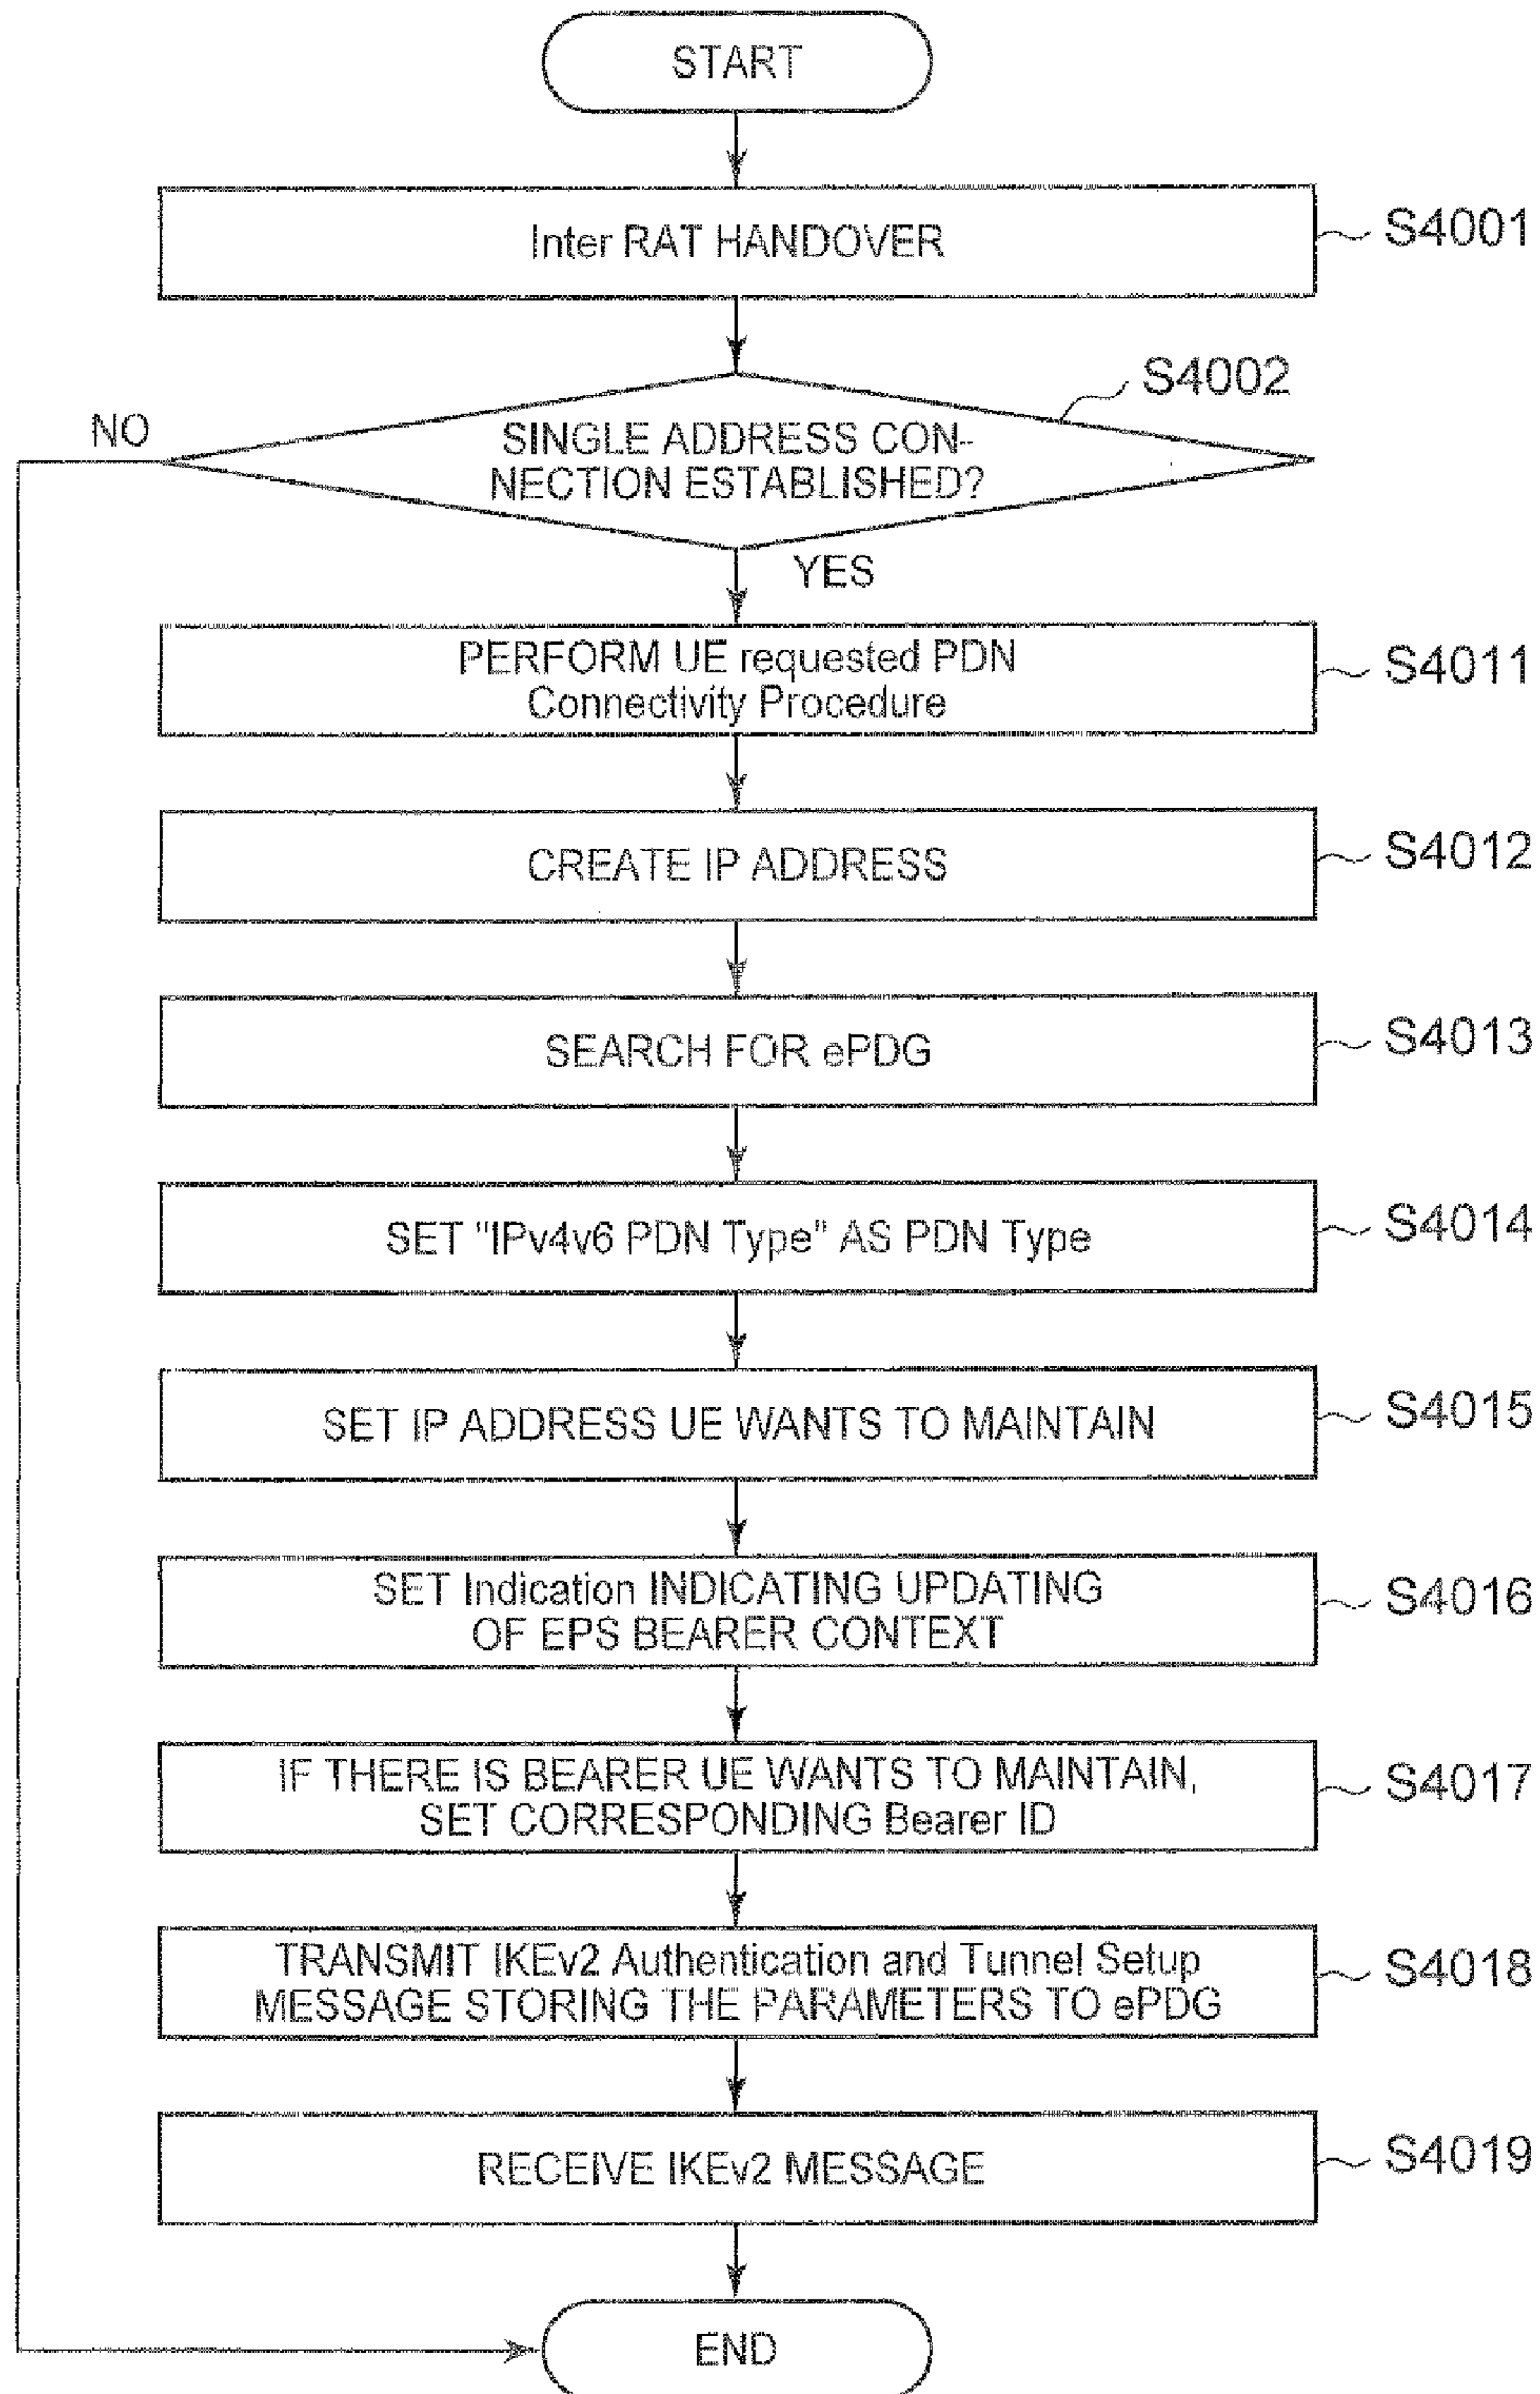 START
Inter RAT HANDOVER
S4001
S4002
NO
SINGLE ADDRESS CON-
NECTION ESTABLISHED?
YES
PERFORM UE requested PDN
Connectivity Procedure
S4011
CREATE IP ADDRESS
S4012
SEARCH FOR ePDG
S4013
SET "IPv4v6 PDN Type" AS PDN Type
S4014
SET IP ADDRESS UE WANTS TO MAINTAIN
S4015
SET Indication INDICATING UPDATING
OF EPS BEARER CONTEXT
S4016
IF THERE IS BEARER UE WANTS TO MAINTAIN,
SET CORRESPONDING Bearer ID
S4017
TRANSMIT IKEv2 Authentication and Tunnel Setup
MESSAGE STORING THE PARAMETERS TO ePDG
S4018
RECEIVE IKEv2 MESSAGE
S4019
END